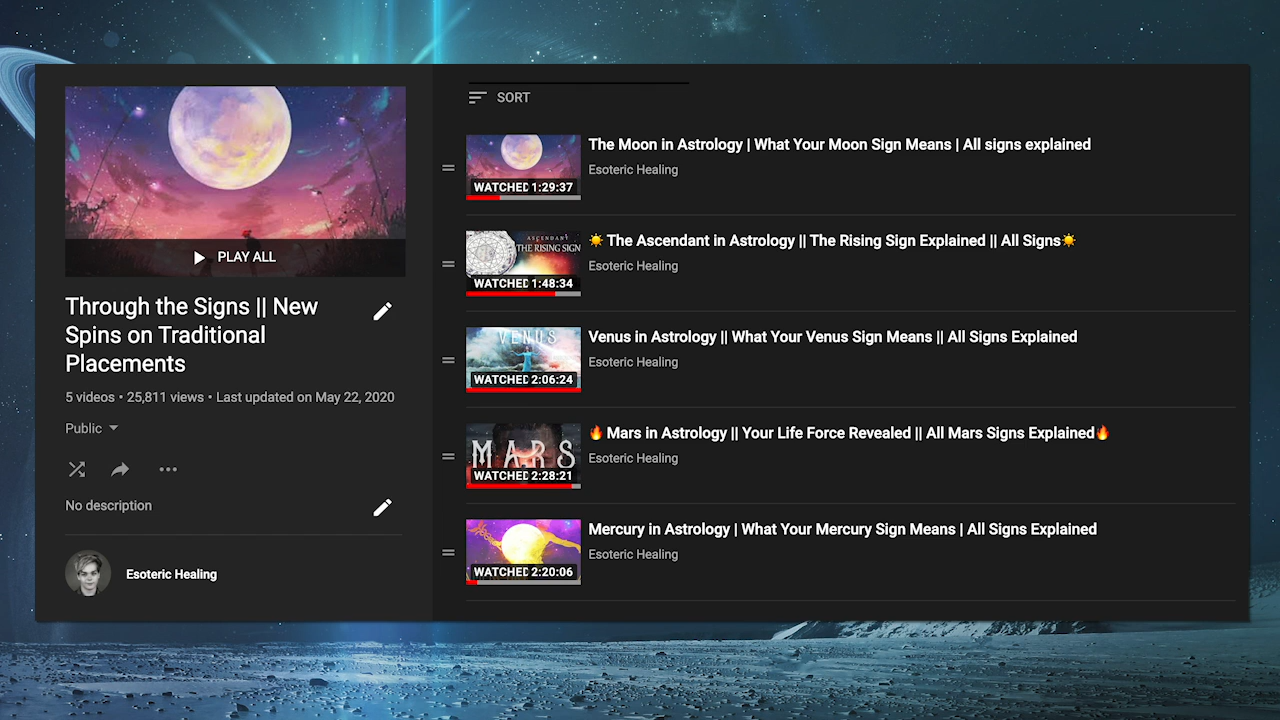 PLAY ALL
Through the Signs || New
Spins on Traditional
Placements
5 videos • 25,811 views • Last updated on May 22, 2020
Public
No description
Esoteric Healing
SORT
The Moon in Astrology | What Your Moon Sign Means | All signs explained
Esoteric Healing
WATCHED 1:29:37
☀️ The Ascendant in Astrology || The Rising Sign Explained || All Signs☀️
Esoteric Healing
ASCENDANT
THE RISING SIGN
WATCHED 1:48:34
Venus in Astrology || What Your Venus Sign Means || All Signs Explained
Esoteric Healing
VENUS
WATCHED 2:06:24
🔥 Mars in Astrology || Your Life Force Revealed || All Mars Signs Explained🔥
Esoteric Healing
MARS
WATCHED 2:28:21
Mercury in Astrology | What Your Mercury Sign Means | All Signs Explained
Esoteric Healing
WATCHED 2:20:06